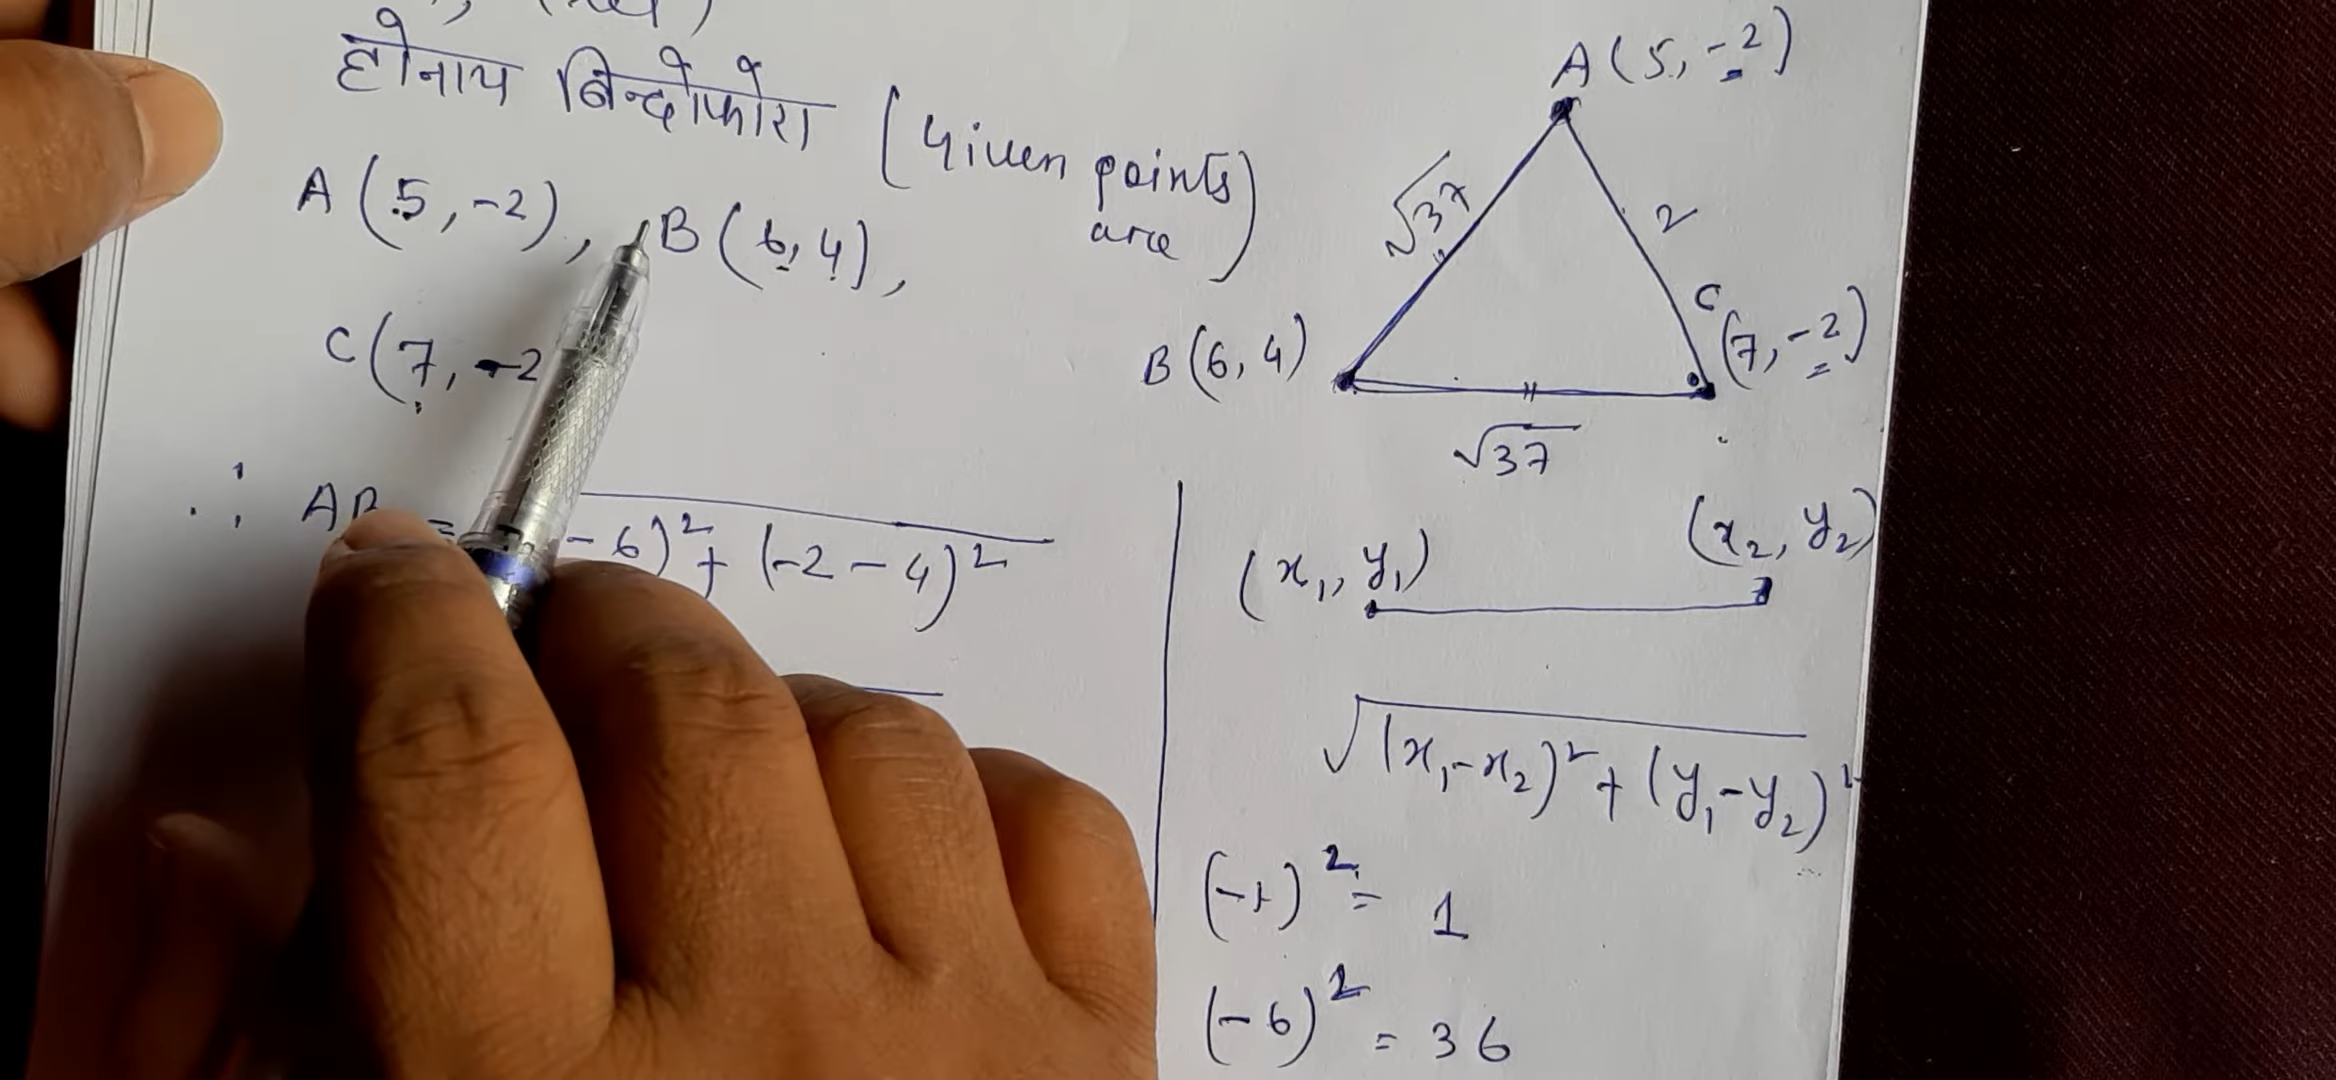 होनाय बिन्दोफोरा (Given points
are)
A (5, -2), B (6, 4),
C (7, -2
∴ AB = - 6)² + (-2 - 4)²
A (5, -2)
√37
2
C
(7, -2)
B (6, 4)
√37
(x₁, y₁) (x₂, y₂)
√(x₁-x₂)² + (y₁-y₂)²
(-1)² = 1
(-6)² = 36